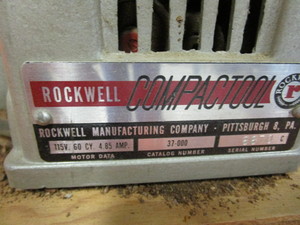 ROCKWELL COMPACTOOL
ROCKWELL MANUFACTURING COMPANY · PITTSBURGH 8, PA.
115V. 60 CY. 4.85 AMP. 37-000
MOTOR DATA CATALOG NUMBER SERIAL NUMBER